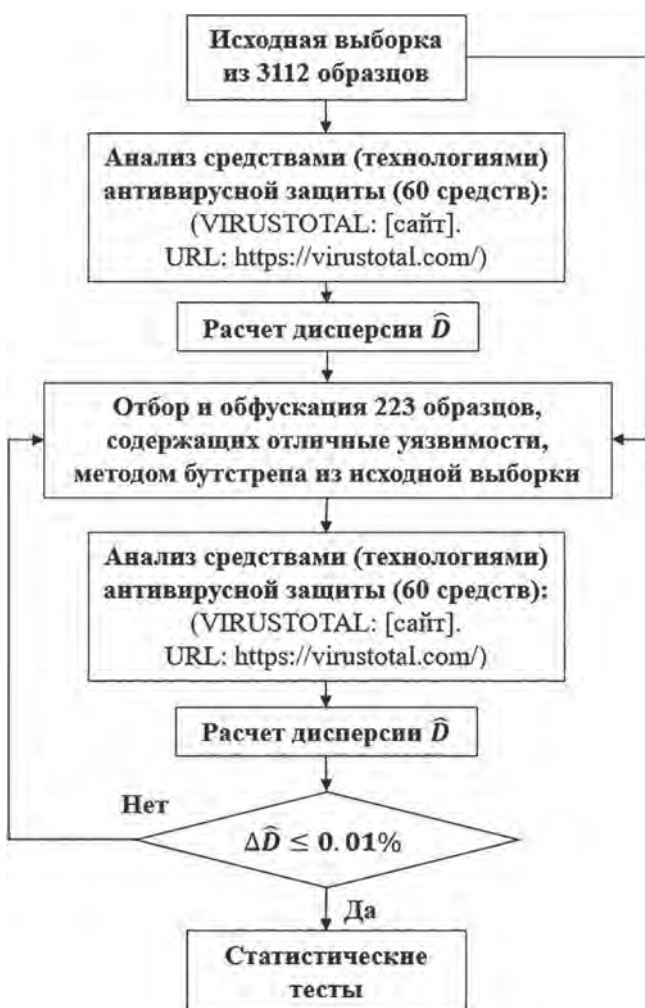 Исходная выборка
из 3112 образцов
Анализ средствами (технологиями)
антивирусной защиты (60 средств):
(VIRUSTOTAL: [сайт].
URL: https://virustotal.com/)
Расчет дисперсии D̂
Отбор и обфускация 223 образцов,
содержащих отличные уязвимости,
методом бутстрепа из исходной выборки
Анализ средствами (технологиями)
антивирусной защиты (60 средств):
(VIRUSTOTAL: [сайт].
URL: https://virustotal.com/)
Расчет дисперсии D̂
Нет
ΔD̂ ≤ 0.01%
Да
Статистические
тесты